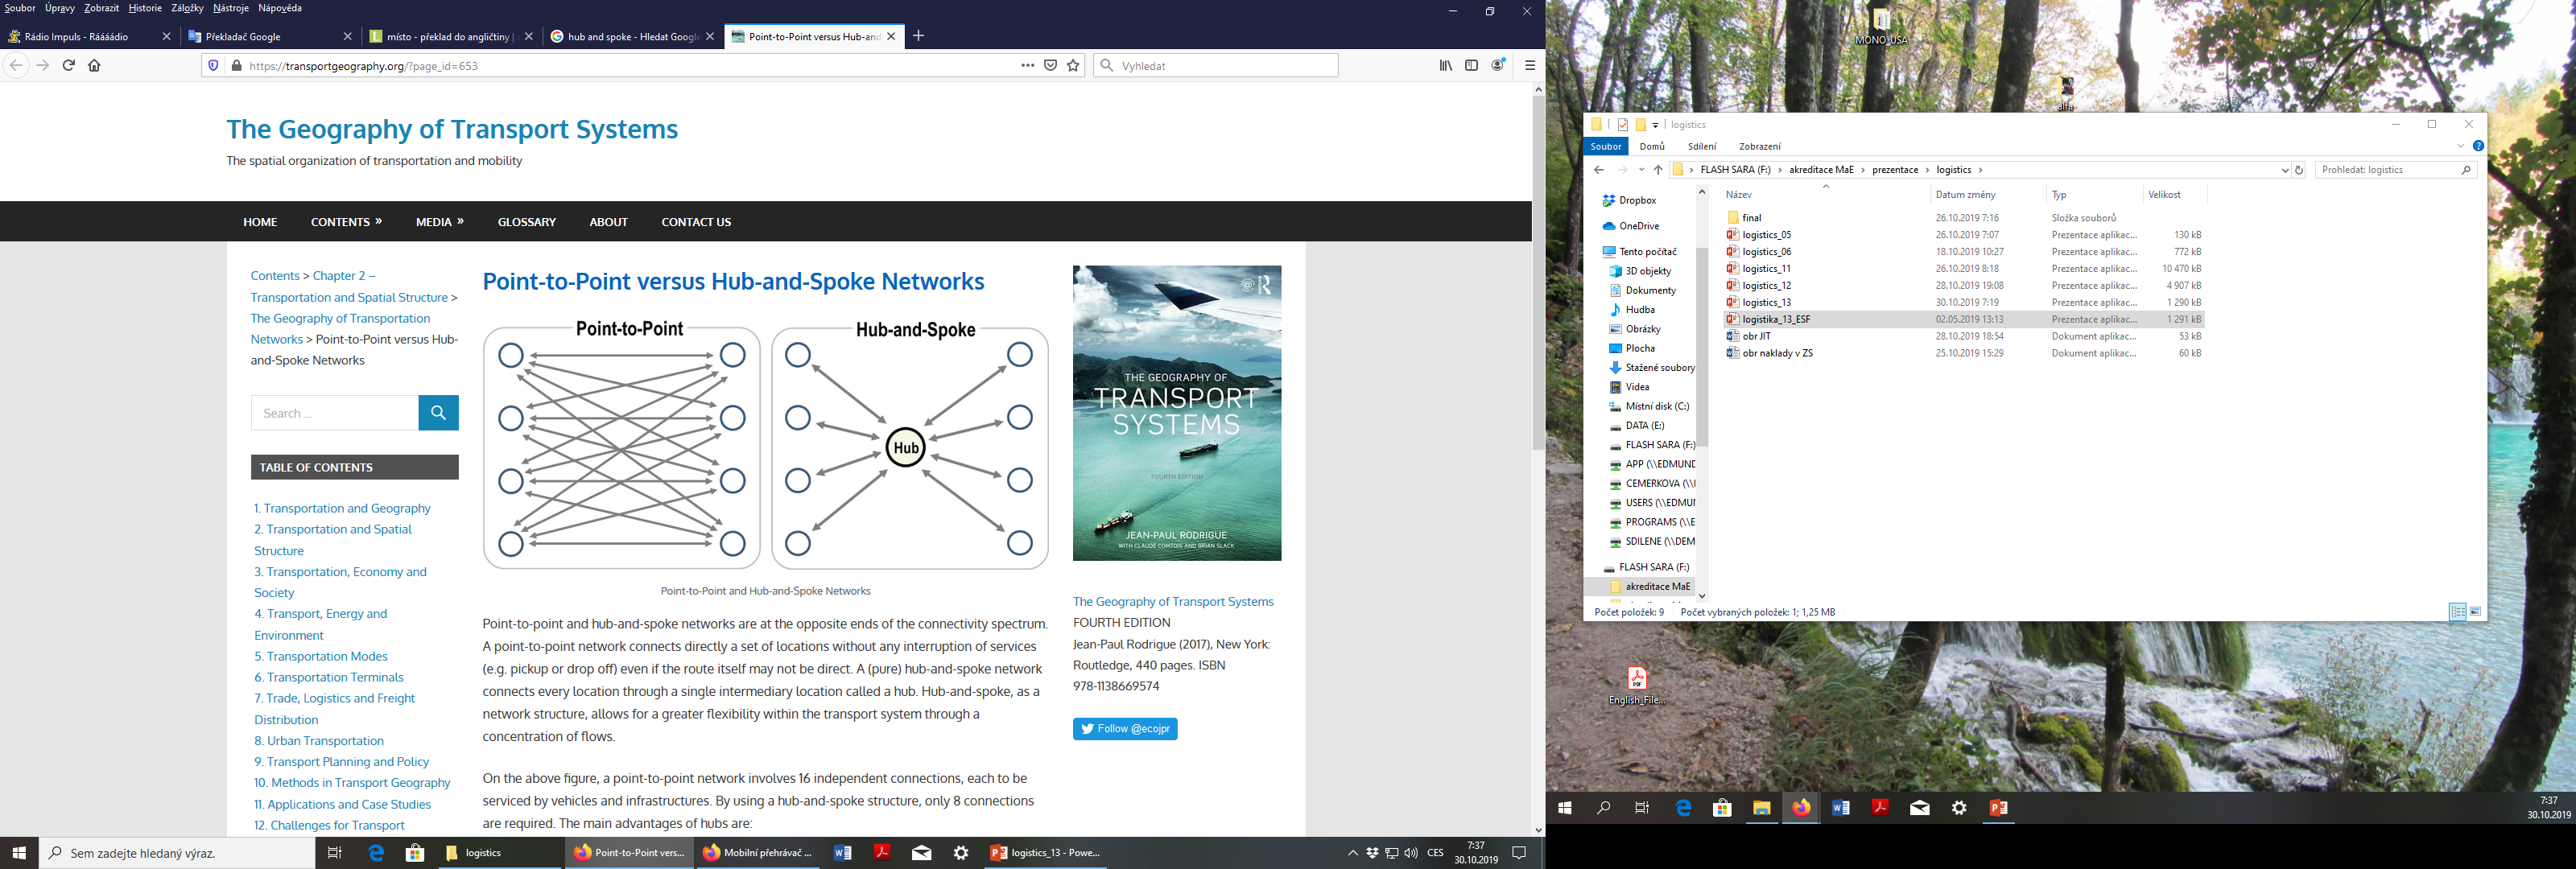 Soubor Úpravy Zobrazit Historie Záložky Nástroje Nápověda
Rádio Impuls - Ráááádio
Překladač Google
místo - překlad do angličtiny |
hub and spoke - Hledat Google
Point-to-Point versus Hub-and
https://transportgeography.org/?page_id=653
Vyhledat
The Geography of Transport Systems
The spatial organization of transportation and mobility
HOME CONTENTS » MEDIA » GLOSSARY ABOUT CONTACT US
Contents > Chapter 2 –
Transportation and Spatial Structure >
The Geography of Transportation
Networks > Point-to-Point versus Hub-
and-Spoke Networks
Search ...
TABLE OF CONTENTS
1. Transportation and Geography
2. Transportation and Spatial
Structure
3. Transportation, Economy and
Society
4. Transport, Energy and
Environment
5. Transportation Modes
6. Transportation Terminals
7. Trade, Logistics and Freight
Distribution
8. Urban Transportation
9. Transport Planning and Policy
10. Methods in Transport Geography
11. Applications and Case Studies
12. Challenges for Transport
Point-to-Point versus Hub-and-Spoke Networks
Point-to-Point
Hub-and-Spoke
Hub
Point-to-Point and Hub-and-Spoke Networks
Point-to-point and hub-and-spoke networks are at the opposite ends of the connectivity spectrum.
A point-to-point network connects directly a set of locations without any interruption of services
(e.g. pickup or drop off) even if the route itself may not be direct. A (pure) hub-and-spoke network
connects every location through a single intermediary location called a hub. Hub-and-spoke, as a
network structure, allows for a greater flexibility within the transport system through a
concentration of flows.
On the above figure, a point-to-point network involves 16 independent connections, each to be
serviced by vehicles and infrastructures. By using a hub-and-spoke structure, only 8 connections
are required. The main advantages of hubs are:
R
THE GEOGRAPHY OF
TRANSPORT
SYSTEMS
FOURTH EDITION
JEAN-PAUL RODRIGUE
WITH CLAUDE COMTOIS AND BRIAN SLACK
The Geography of Transport Systems
FOURTH EDITION
Jean-Paul Rodrigue (2017), New York:
Routledge, 440 pages. ISBN
978-1138669574
Follow @ecojpr
Sem zadejte hledaný výraz.
logistics
Point-to-Point vers...
Mobilní přehrávač ...
logistics_13 - Powe...
CES
7:37
30.10.2019
MONO_USA
alfa
logistics
Soubor Domů Sdílení Zobrazení
FLASH SARA (F:) › akreditace MaE › prezentace › logistics ›
Prohledat: logistics
Dropbox
OneDrive
Tento počítač
3D objekty
Dokumenty
Hudba
Obrázky
Plocha
Stažené soubory
Videa
Místní disk (C:)
DATA (E:)
FLASH SARA (F:)
APP (\\EDMUND
CEMERKOVA (\\
USERS (\\EDMUN
PROGRAMS (\\E
SDILENE (\\DEM
FLASH SARA (F:)
akreditace MaE
Název Datum změny Typ Velikost
final 26.10.2019 7:16 Složka souborů
logistics_05 26.10.2019 7:07 Prezentace aplikac... 130 kB
logistics_06 18.10.2019 10:27 Prezentace aplikac... 772 kB
logistics_11 26.10.2019 8:18 Prezentace aplikac... 10 470 kB
logistics_12 28.10.2019 19:08 Prezentace aplikac... 4 907 kB
logistics_13 30.10.2019 7:19 Prezentace aplikac... 1 290 kB
logistika_13_ESF 02.05.2019 13:13 Prezentace aplikac... 1 291 kB
obr JIT 28.10.2019 18:54 Dokument aplikac... 53 kB
obr naklady v ZS 25.10.2019 15:29 Dokument aplikac... 60 kB
Počet položek: 9 Počet vybraných položek: 1; 1,25 MB
PDF
English_File...
7:37
30.10.2019